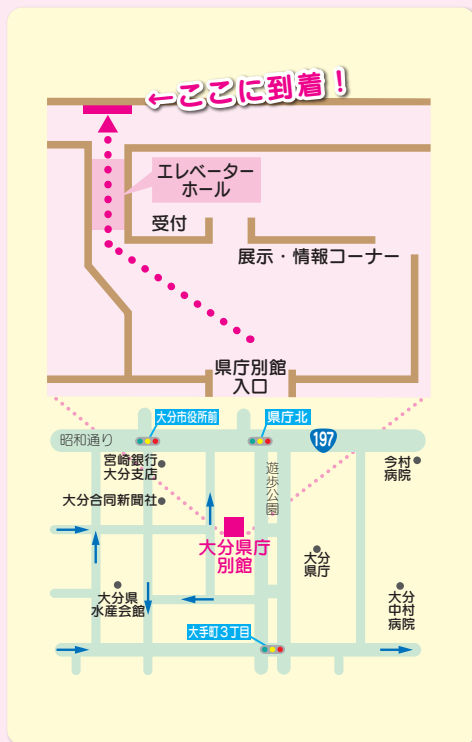 ←ここに到着！
エレベーター
ホール
受付
展示・情報コーナー
県庁別館
入口
大分市役所前
県庁北
昭和通り
197
宮崎銀行
大分支店
遊歩公園
今村
病院
大分合同新聞社
大分県庁
別館
大分
県庁
大分県
水産会館
大分
中村
病院
大手町3丁目